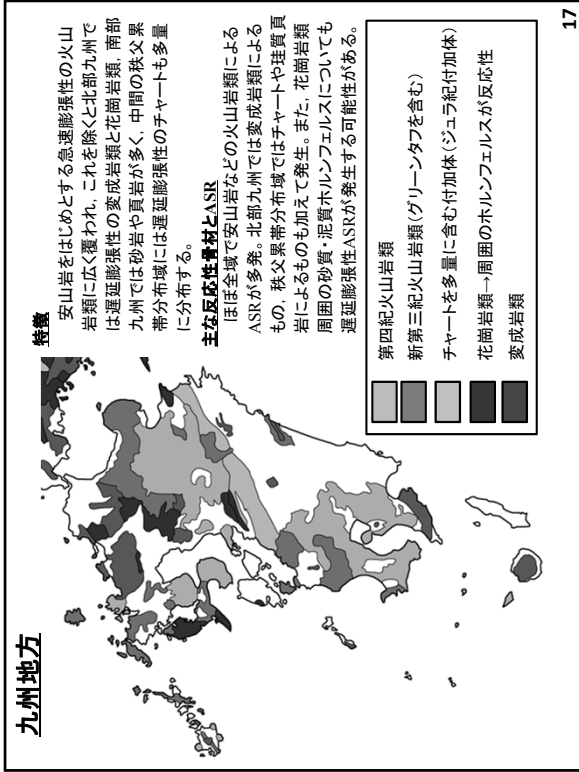 九州地方
特徴
安山岩をはじめとする急速膨張性の火山
岩類に広く覆われ，これを除くと北部九州で
は遅延膨張性の変成岩類と花崗岩類，南部
九州では砂岩や頁岩が多く，中間の秩父累
帯分布域には遅延膨張性のチャートも多量
に分布する。
主な反応性骨材とASR
ほぼ全域で安山岩などの火山岩類による
ASRが多発。北部九州では変成岩類による
もの，秩父累帯分布域ではチャートや珪質頁
岩によるものも加えて発生。また，花崗岩類
周囲の砂質・泥質ホルンフェルスについても
遅延膨張性ASRが発生する可能性がある。
第四紀火山岩類
新第三紀火山岩類(グリーンタフを含む)
チャートを多量に含む付加体(ジュラ紀付加体)
花崗岩類→周囲のホルンフェルスが反応性
変成岩類
17